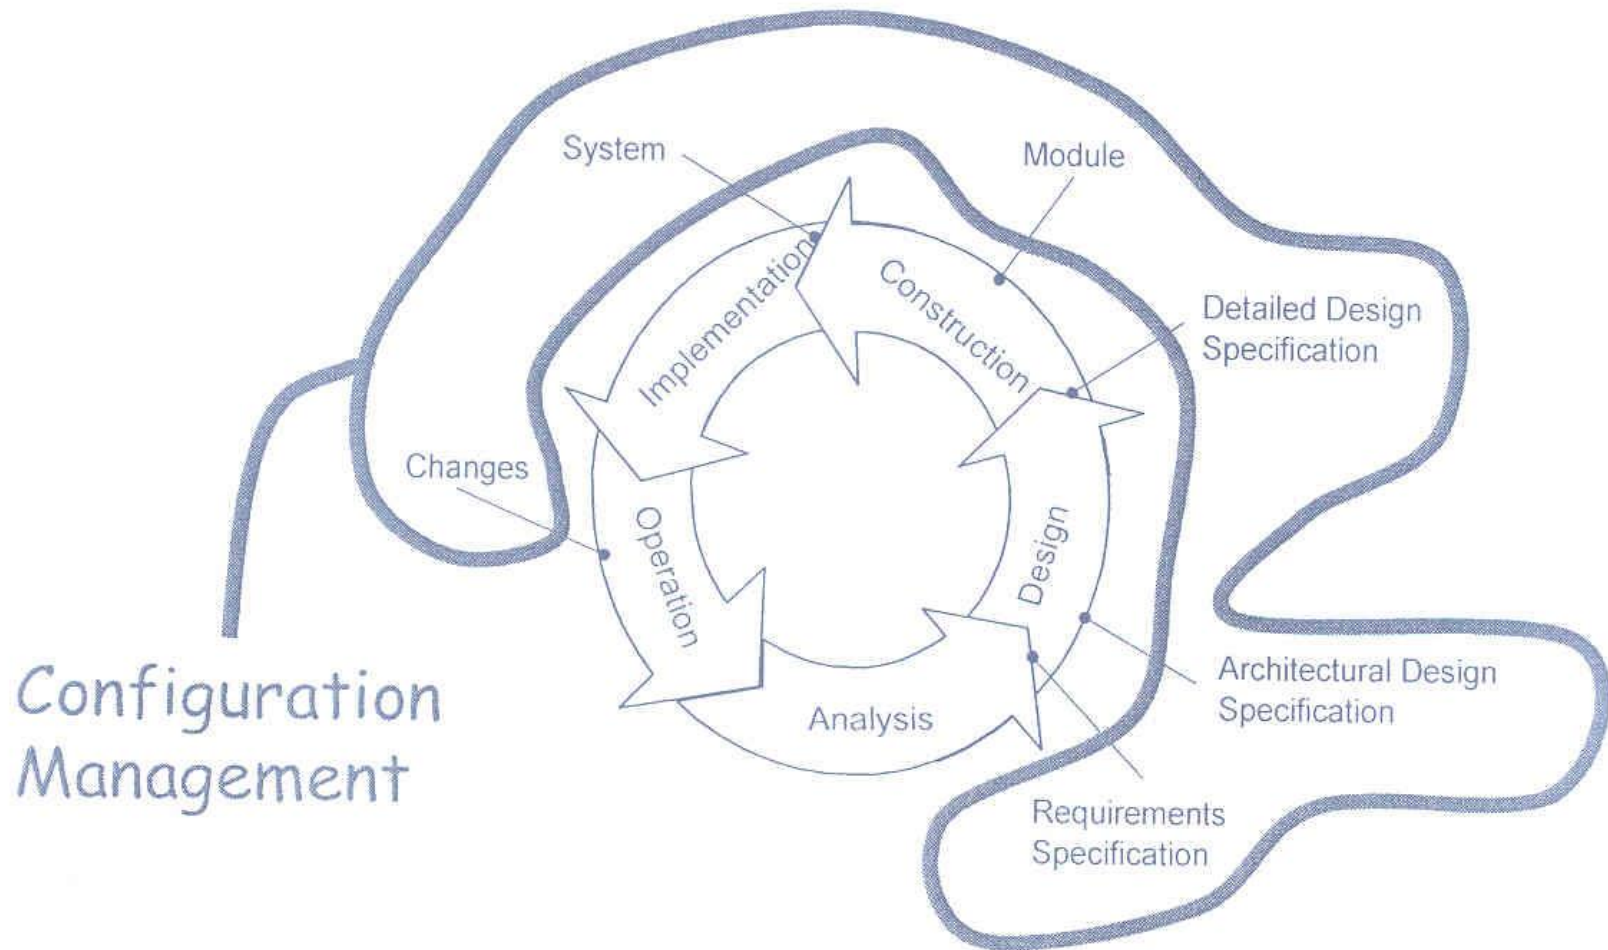 System
Module
Detailed Design
Specification
Implementation
Construction
Changes
Operation
Design
Configuration
Management
Analysis
Architectural Design
Specification
Requirements
Specification